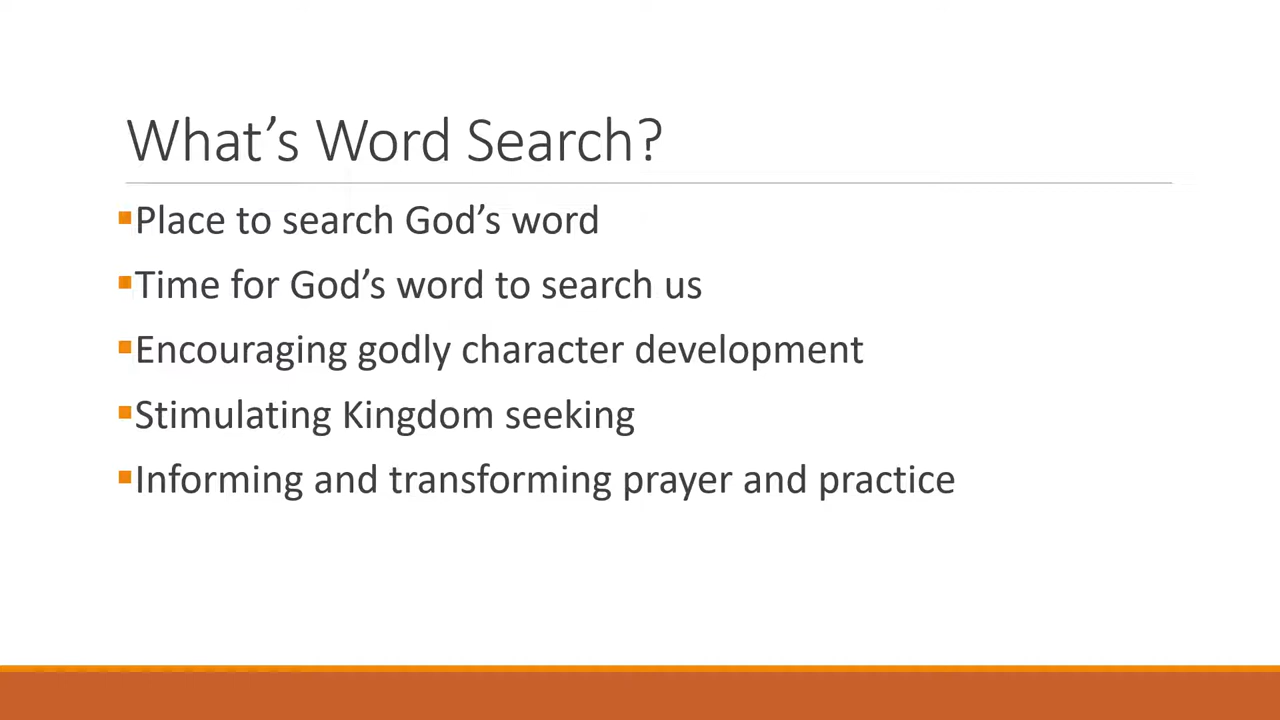 What’s Word Search?
▪Place to search God’s word
▪Time for God’s word to search us
▪Encouraging godly character development
▪Stimulating Kingdom seeking
▪Informing and transforming prayer and practice